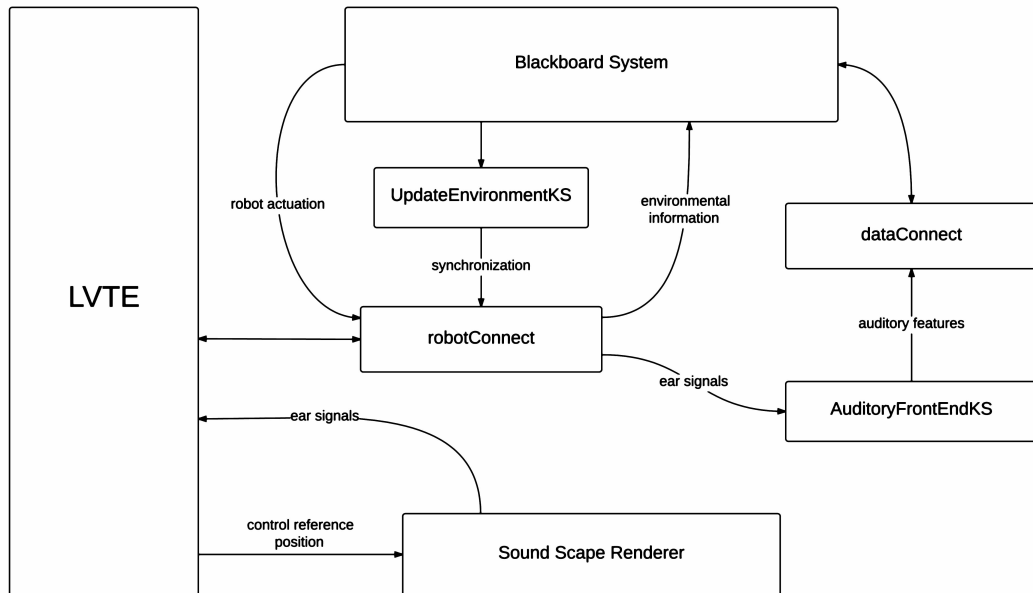 Blackboard System
UpdateEnvironmentKS
robot actuation
environmental
information
dataConnect
synchronization
LVTE
robotConnect
auditory features
ear signals
AuditoryFrontEndKS
ear signals
control reference
position
Sound Scape Renderer